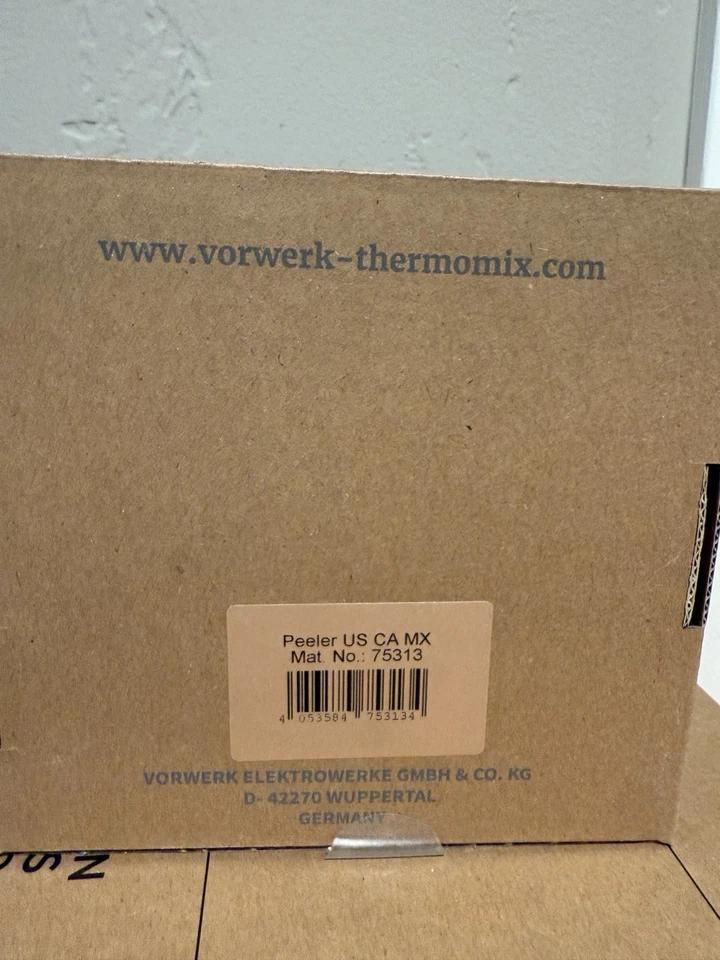 www.vorwerk-thermomix.com
Peeler US CA MX
Mat. No.: 75313
4 053584 753134
VORWERK ELEKTROWERKE GMBH & CO. KG
D- 42270 WUPPERTAL
GERMANY